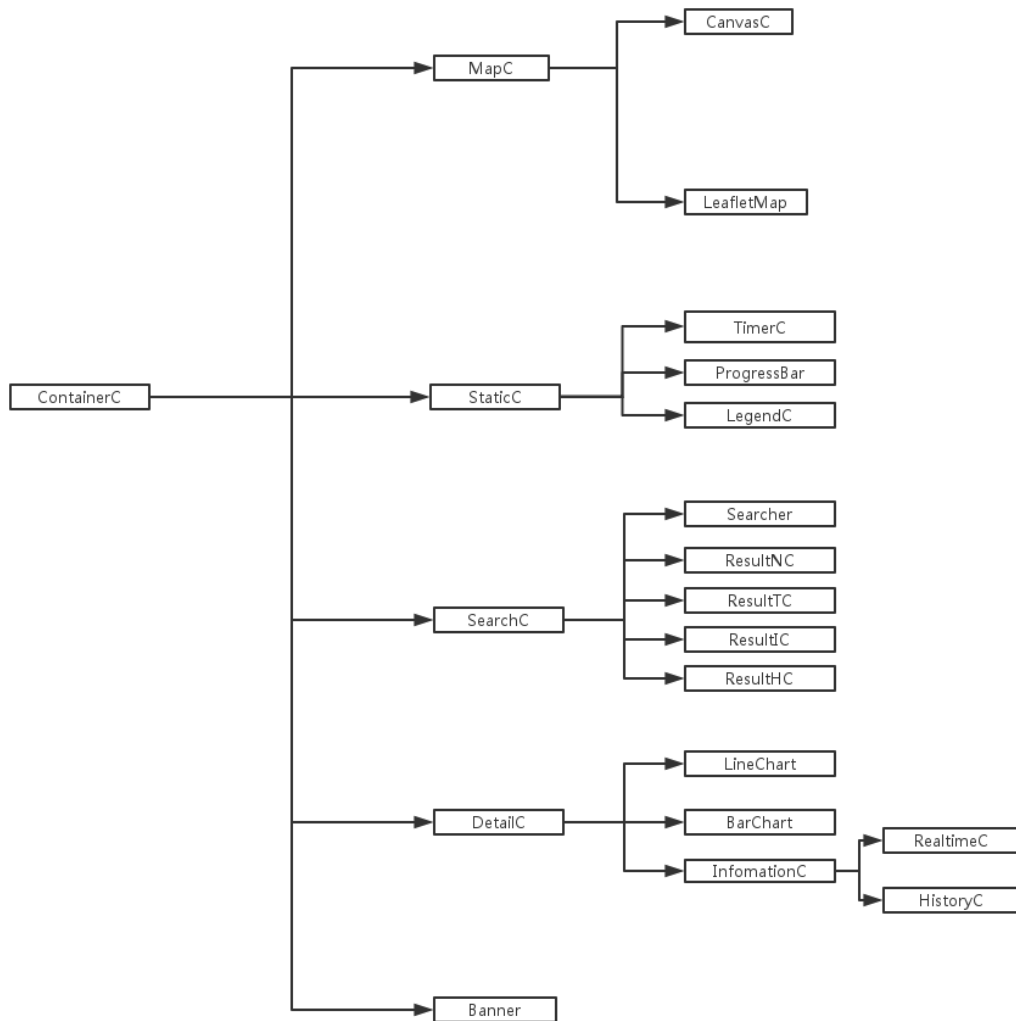 CanvasC
MapC
LeafletMap
TimerC
ProgressBar
ContainerC
StaticC
LegendC
Searcher
ResultNC
ResultTC
SearchC
ResultIC
ResultHC
LineChart
DetailC
BarChart
RealtimeC
InfomationC
HistoryC
Banner